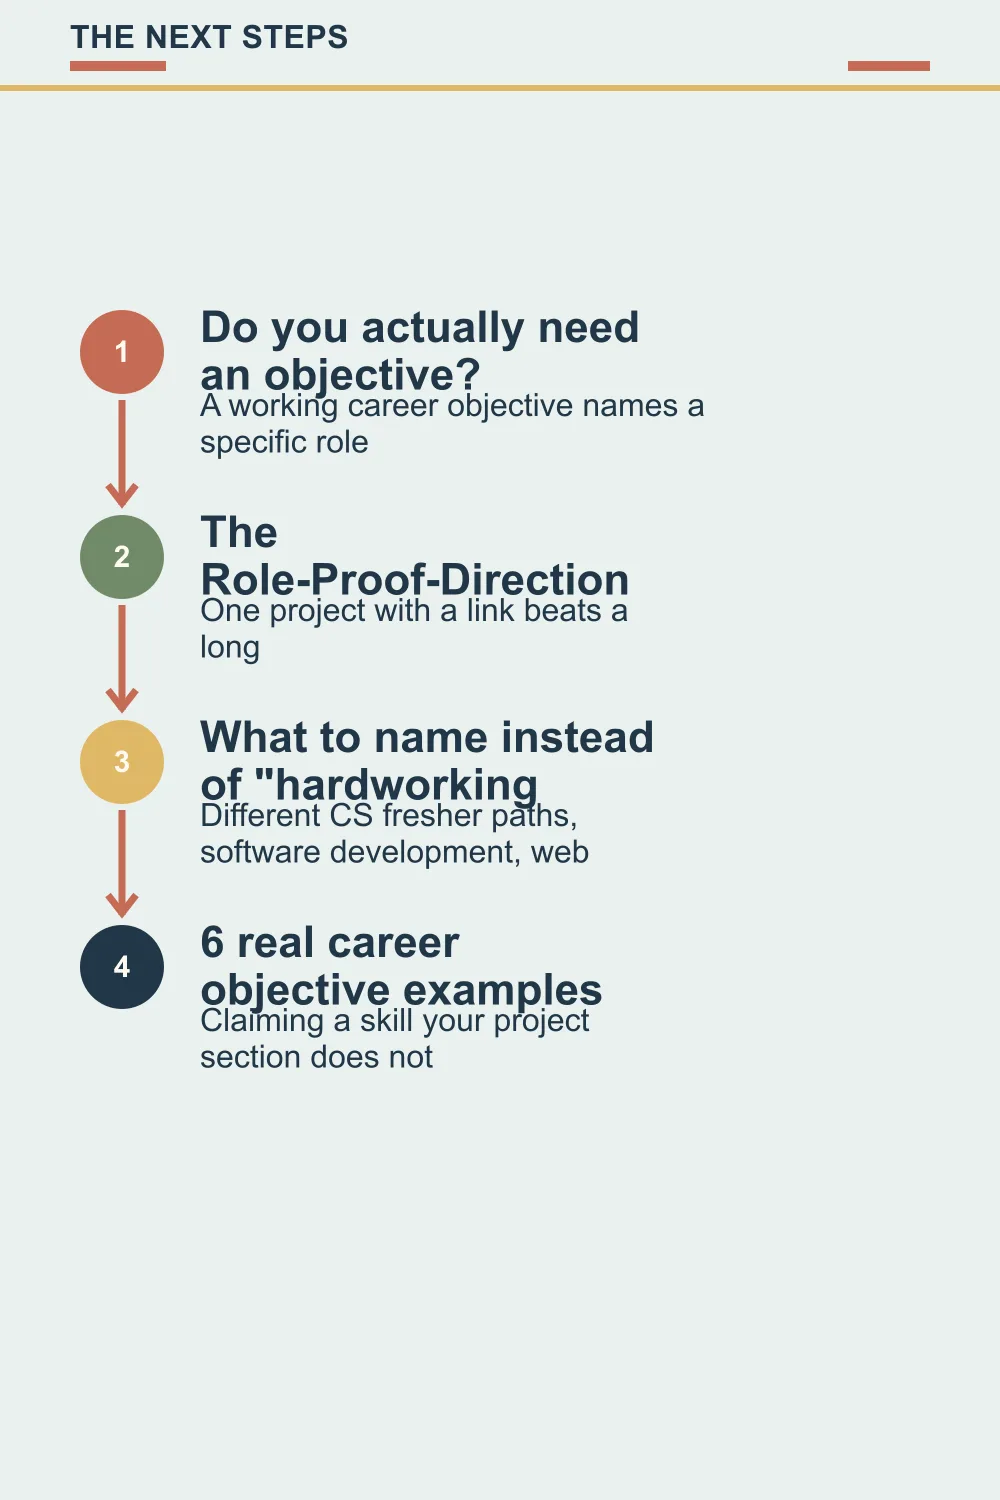 THE NEXT STEPS
1
Do you actually need
an objective?
A working career objective names a
specific role
2
The
Role-Proof-Direction
One project with a link beats a
long
3
What to name instead
of "hardworking
Different CS fresher paths,
software development, web
4
6 real career
objective examples
Claiming a skill your project
section does not